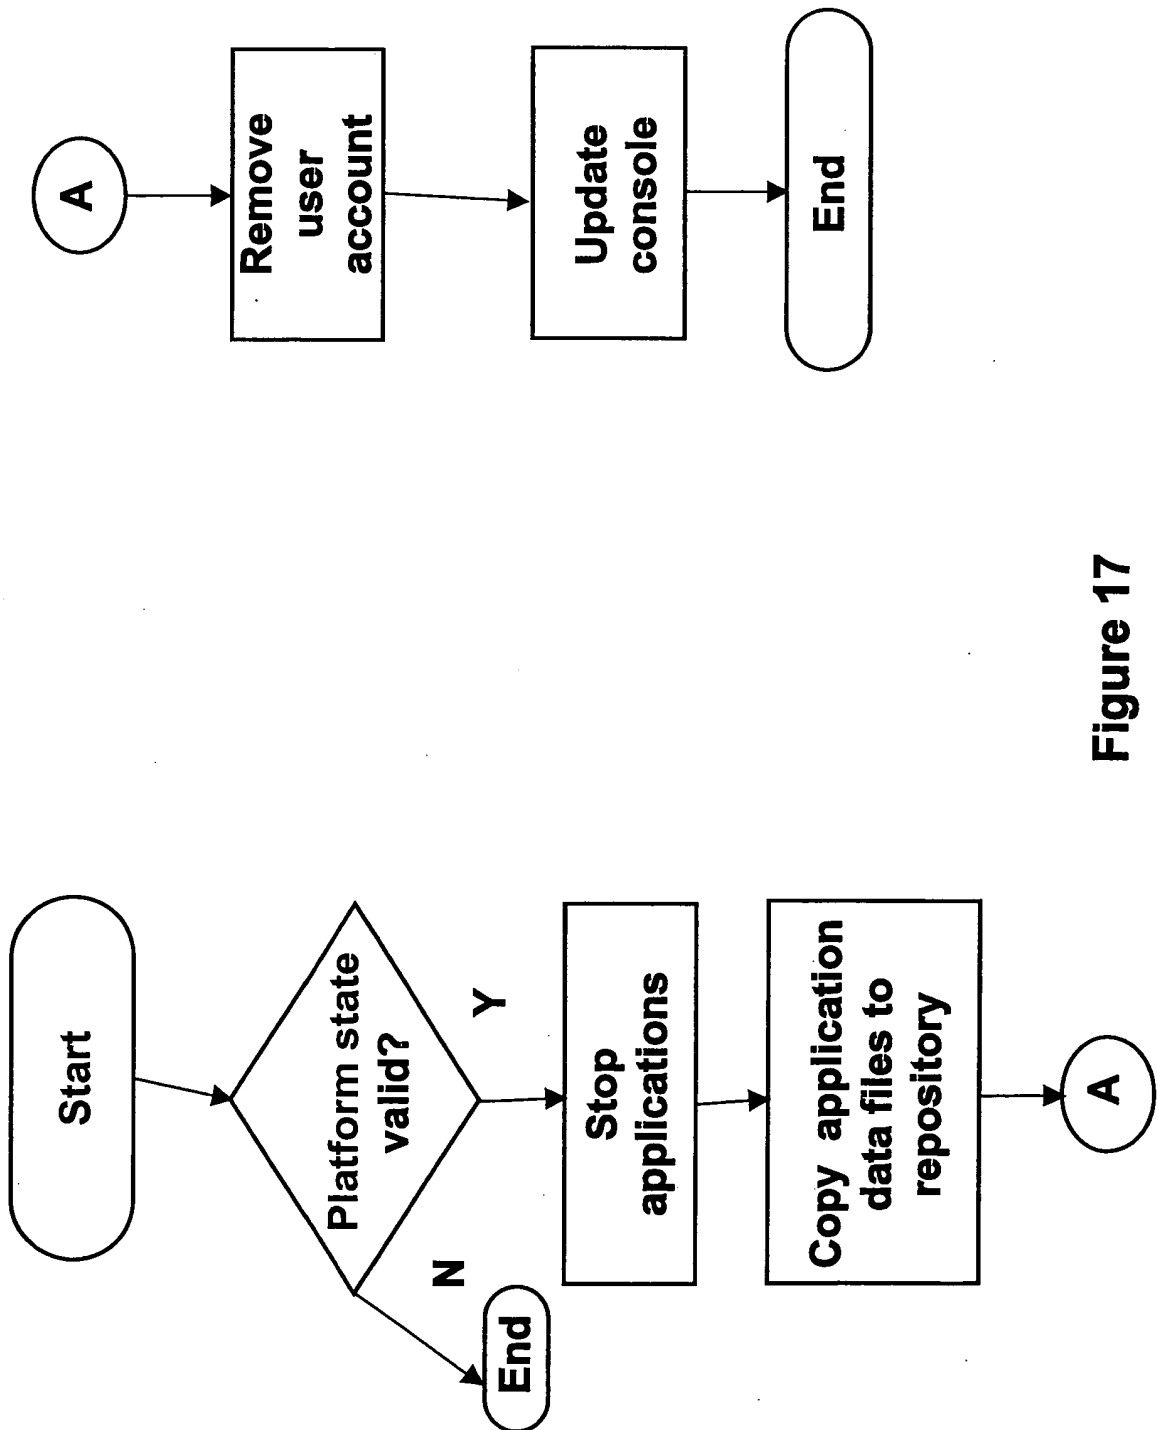 Start
Platform state
valid?
N
Y
End
Stop
applications
Copy application
data files to
repository
A
A
Remove
user
account
Update
console
End
Figure 17